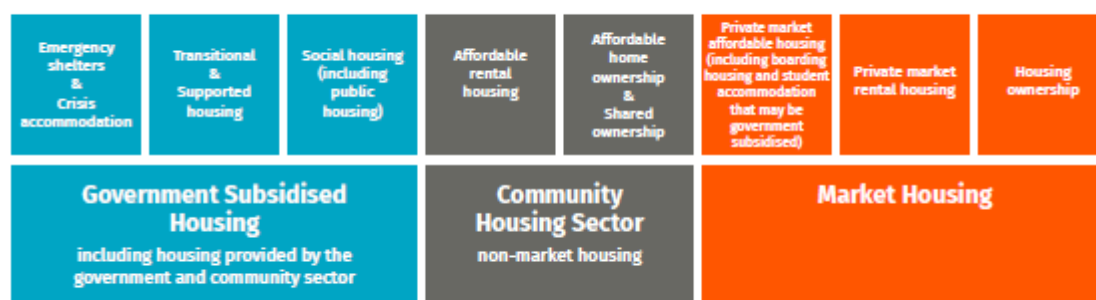 Emergency
shelters
&
Crisis
accommodation
Transitional
&
Supported
housing
Social housing
(including
public
housing)
Affordable
rental
housing
Affordable
home
ownership
&
Shared
ownership
Private market
affordable housing
(including boarding
housing and student
accommodation
that may be
government
subsidised)
Private market
rental housing
Housing
ownership
Government Subsidised
Housing
including housing provided by the
government and community sector
Community
Housing Sector
non-market housing
Market Housing